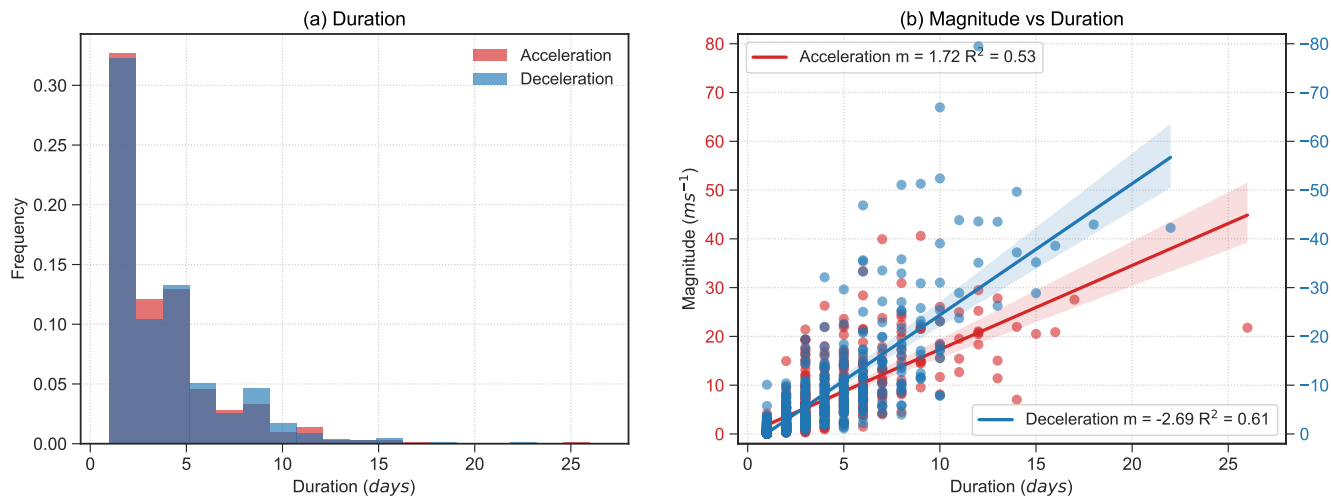 (a) Duration
Acceleration
Deceleration
0.30
0.25
0.20
0.15
0.10
0.05
0.00
Frequency
0 5 10 15 20 25
Duration (days)
(b) Magnitude vs Duration
Acceleration m = 1.72 R² = 0.53
Deceleration m = -2.69 R² = 0.61
80
70
60
50
40
30
20
10
0
Magnitude (ms⁻¹)
−80
−70
−60
−50
−40
−30
−20
−10
0
0 5 10 15 20 25
Duration (days)